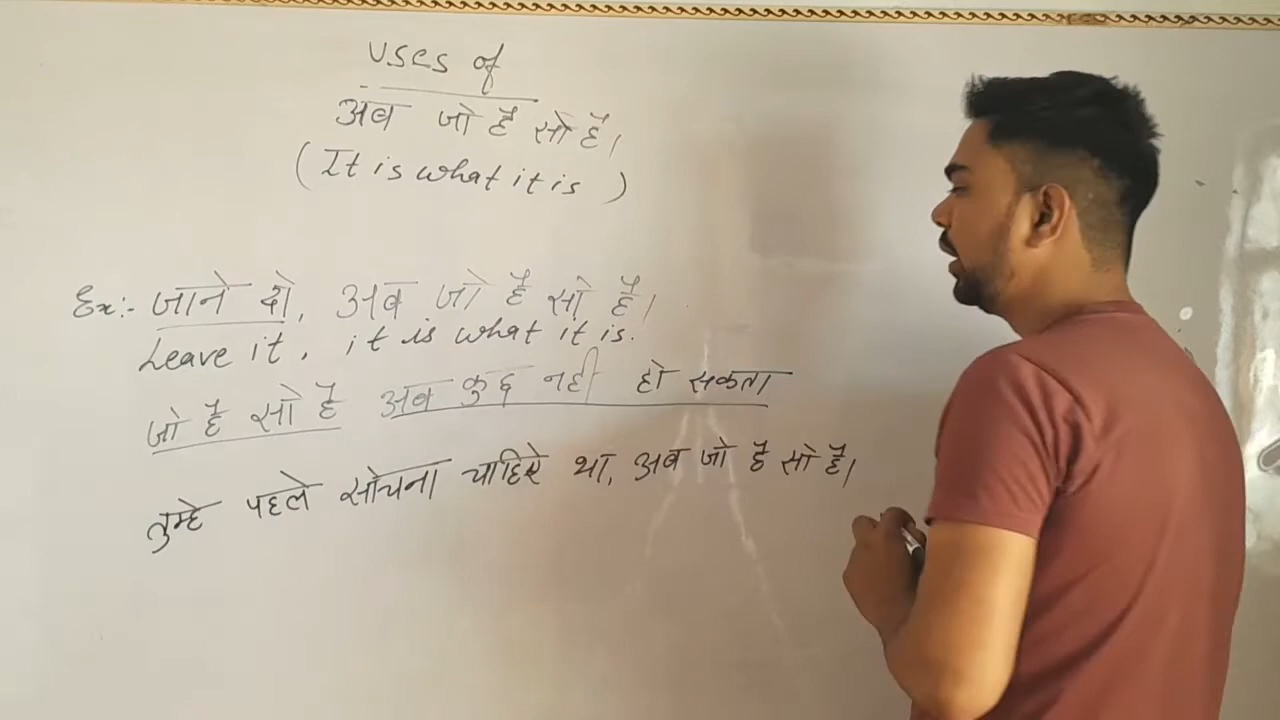 uses of
अब जो है सो है।
(It is what it is)
Ex:- जाने दो, अब जो है सो है।
Leave it, it is what it is.
जो है सो है अब कुछ नही हो सकता
तुम्हे पहले सोचना चाहिऐ था, अब जो है सो है।